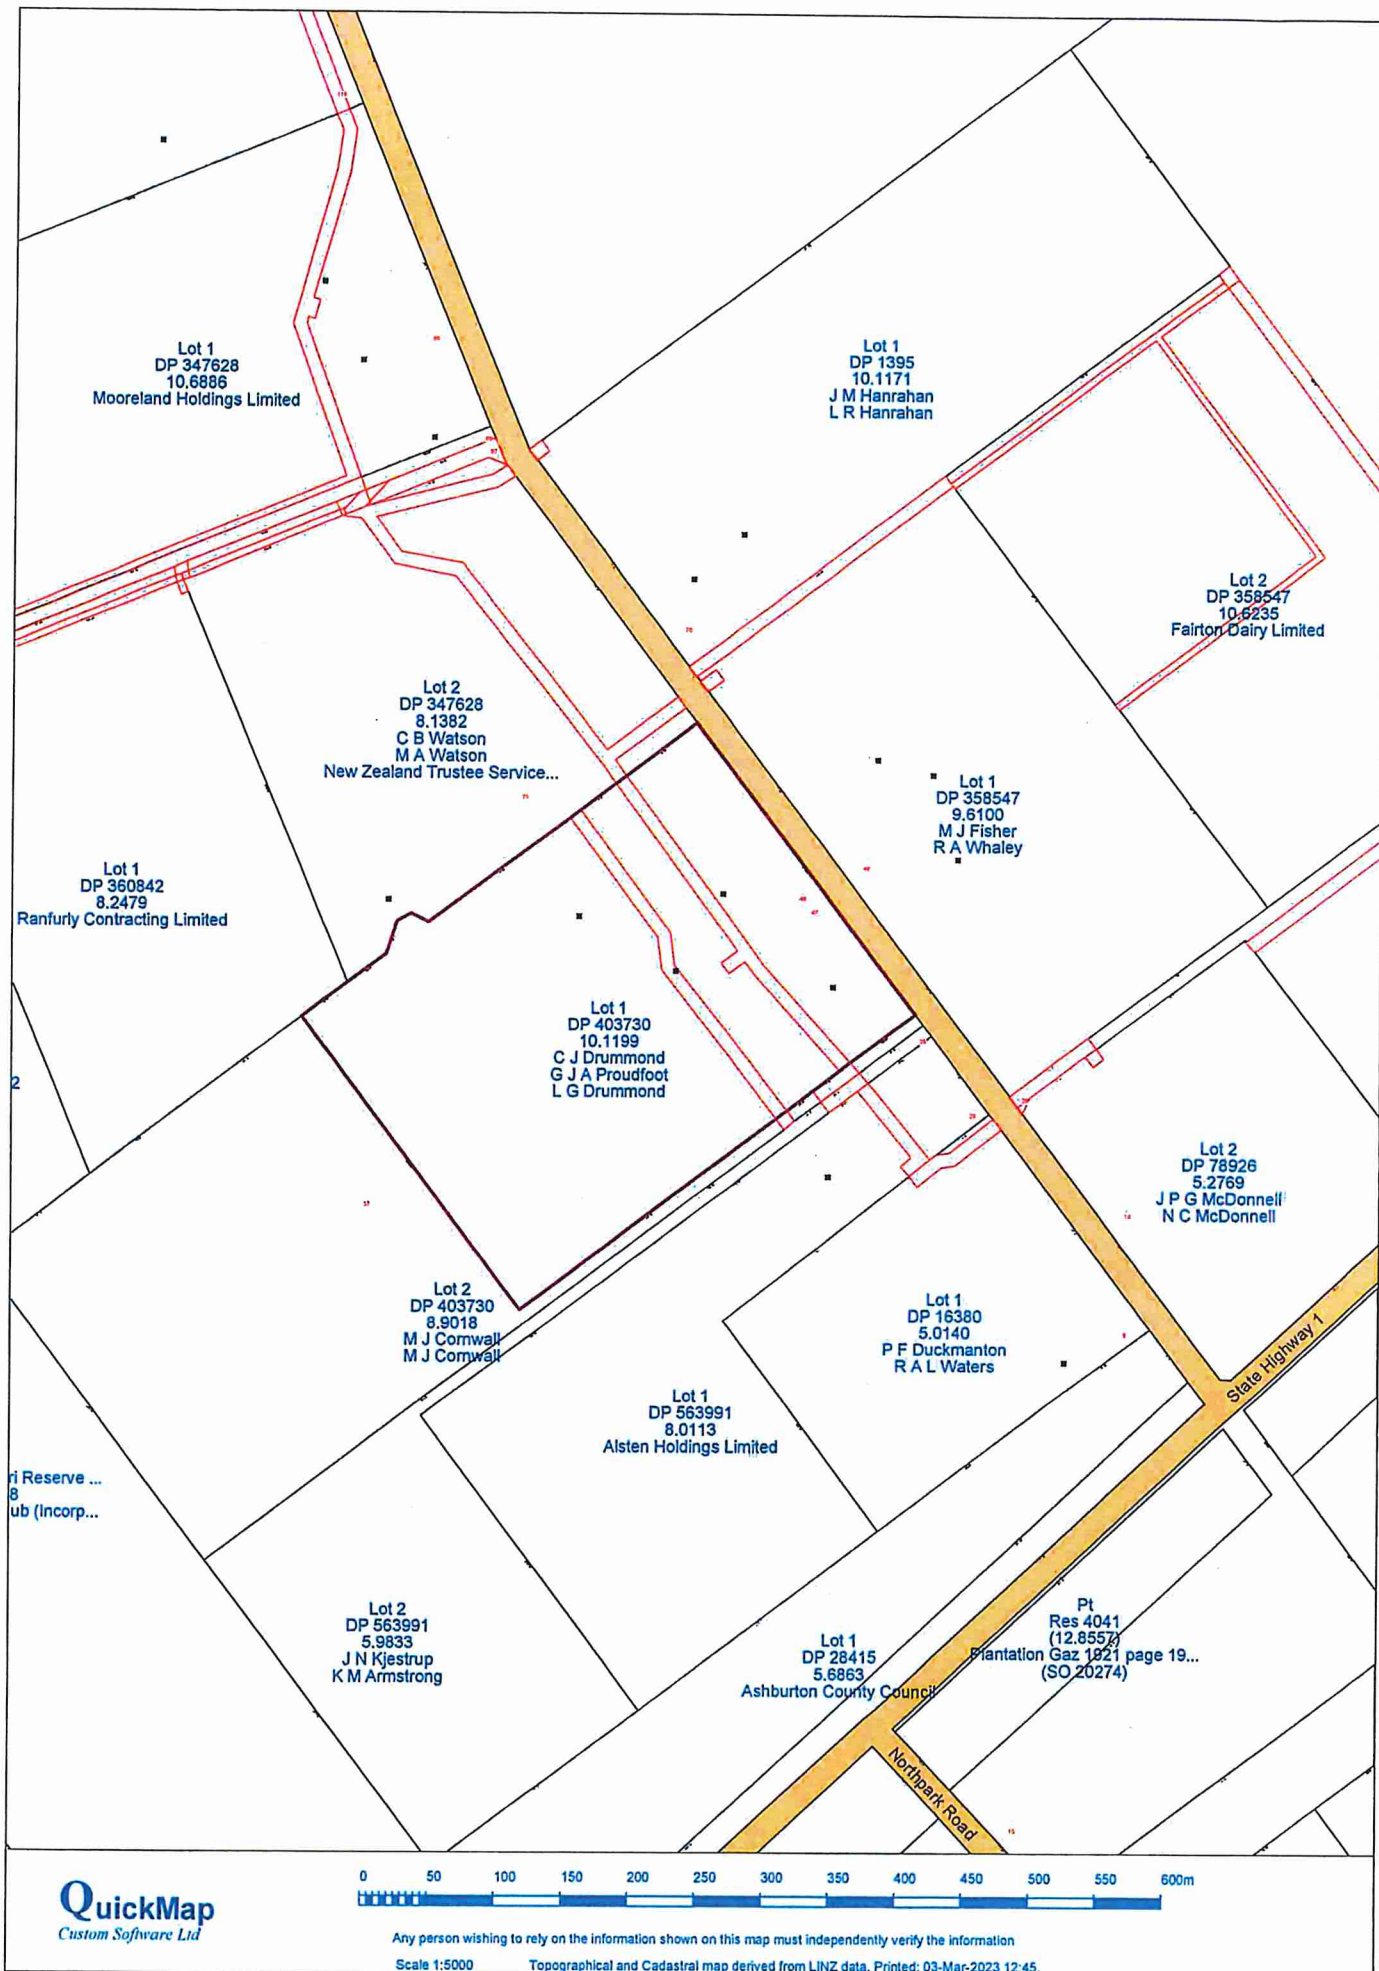 Lot 1
DP 347628
10.6886
Mooreland Holdings Limited
Lot 1
DP 1395
10.1171
J M Hanrahan
L R Hanrahan
Lot 2
DP 358547
10.6235
Fairton Dairy Limited
Lot 2
DP 347628
8.1382
C B Watson
M A Watson
New Zealand Trustee Service...
71
Lot 1
DP 358547
9.6100
M J Fisher
R A Whaley
Lot 1
DP 360842
8.2479
Ranfurly Contracting Limited
Lot 1
DP 403730
10.1199
C J Drummond
G J A Proudfoot
L G Drummond
2
37
Lot 2
DP 78926
5.2769
J P G McDonnell
N C McDonnell
Lot 2
DP 403730
8.9018
M J Cornwall
M J Cornwall
Lot 1
DP 16380
5.0140
P F Duckmanton
R A L Waters
State Highway 1
Lot 1
DP 563991
8.0113
Alsten Holdings Limited
ri Reserve ...
8
ub (Incorp...
Lot 2
DP 563991
5.9833
J N Kjestrup
K M Armstrong
Lot 1
DP 28415
5.6863
Ashburton County Council
Pt
Res 4041
(12.8557)
Plantation Gaz 1921 page 19...
(SO 20274)
Northpark Road
15
QuickMap
Custom Software Ltd
0 50 100 150 200 250 300 350 400 450 500 550 600m
Any person wishing to rely on the information shown on this map must independently verify the information
Scale 1:5000 Topographical and Cadastral map derived from LINZ data. Printed: 03-Mar-2023 12:45.